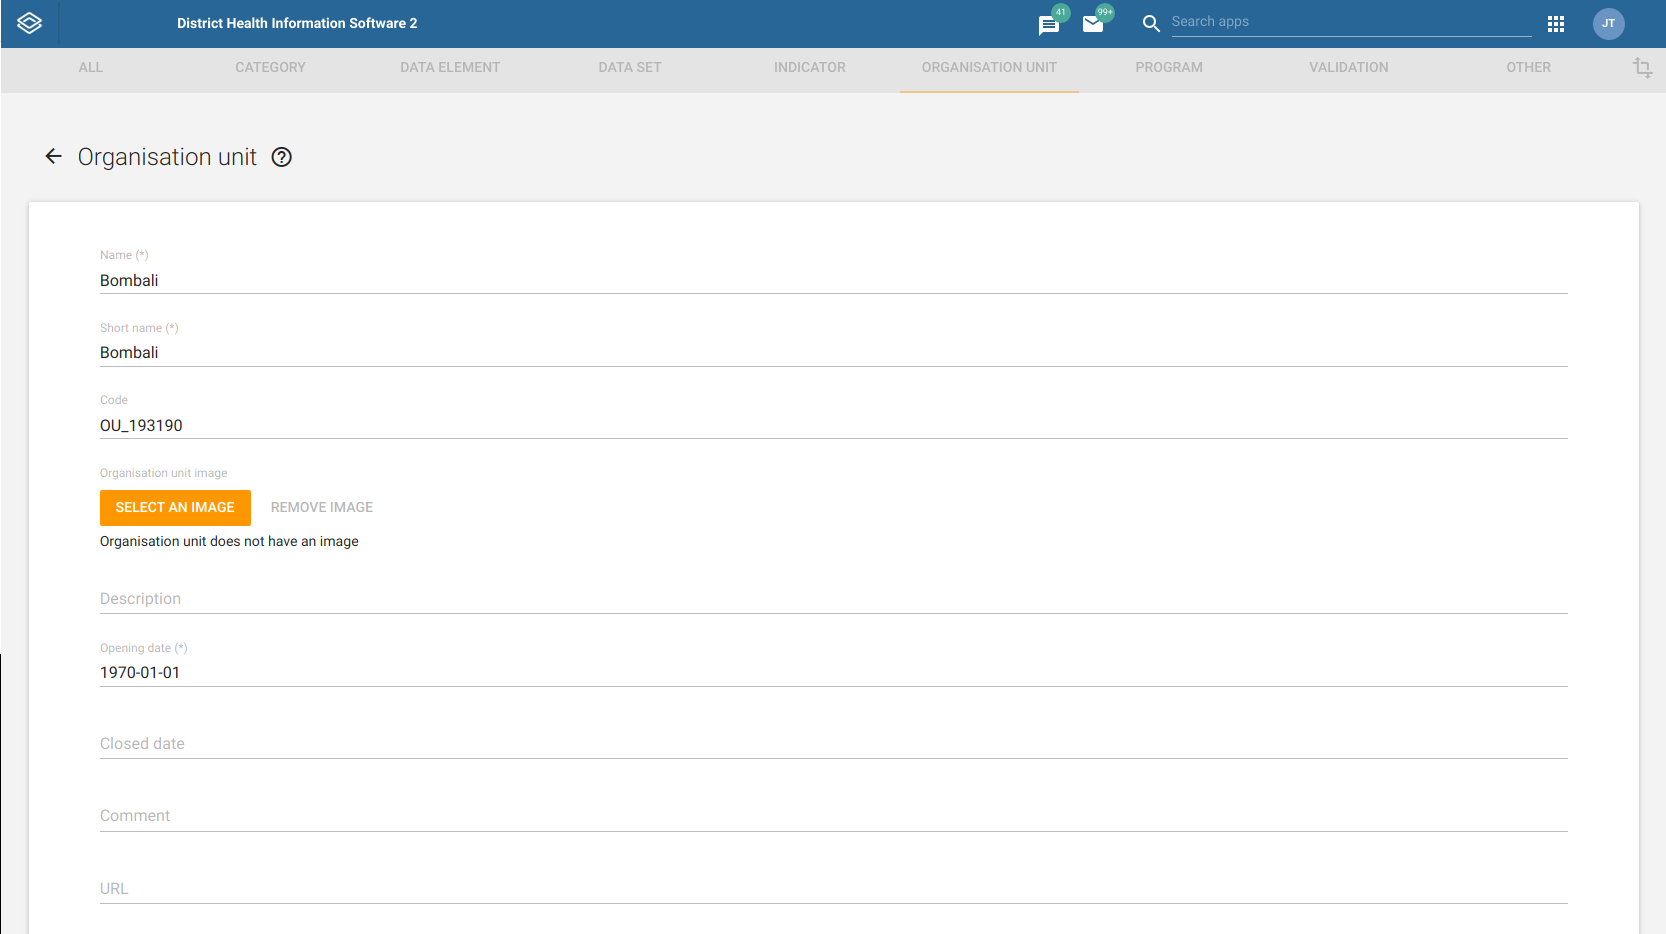 District Health Information Software 2
41
99+
Search apps
JT
ALL
CATEGORY
DATA ELEMENT
DATA SET
INDICATOR
ORGANISATION UNIT
PROGRAM
VALIDATION
OTHER
Organisation unit
Name (*)
Bombali
Short name (*)
Bombali
Code
OU_193190
Organisation unit image
SELECT AN IMAGE
REMOVE IMAGE
Organisation unit does not have an image
Description
Opening date (*)
1970-01-01
Closed date
Comment
URL